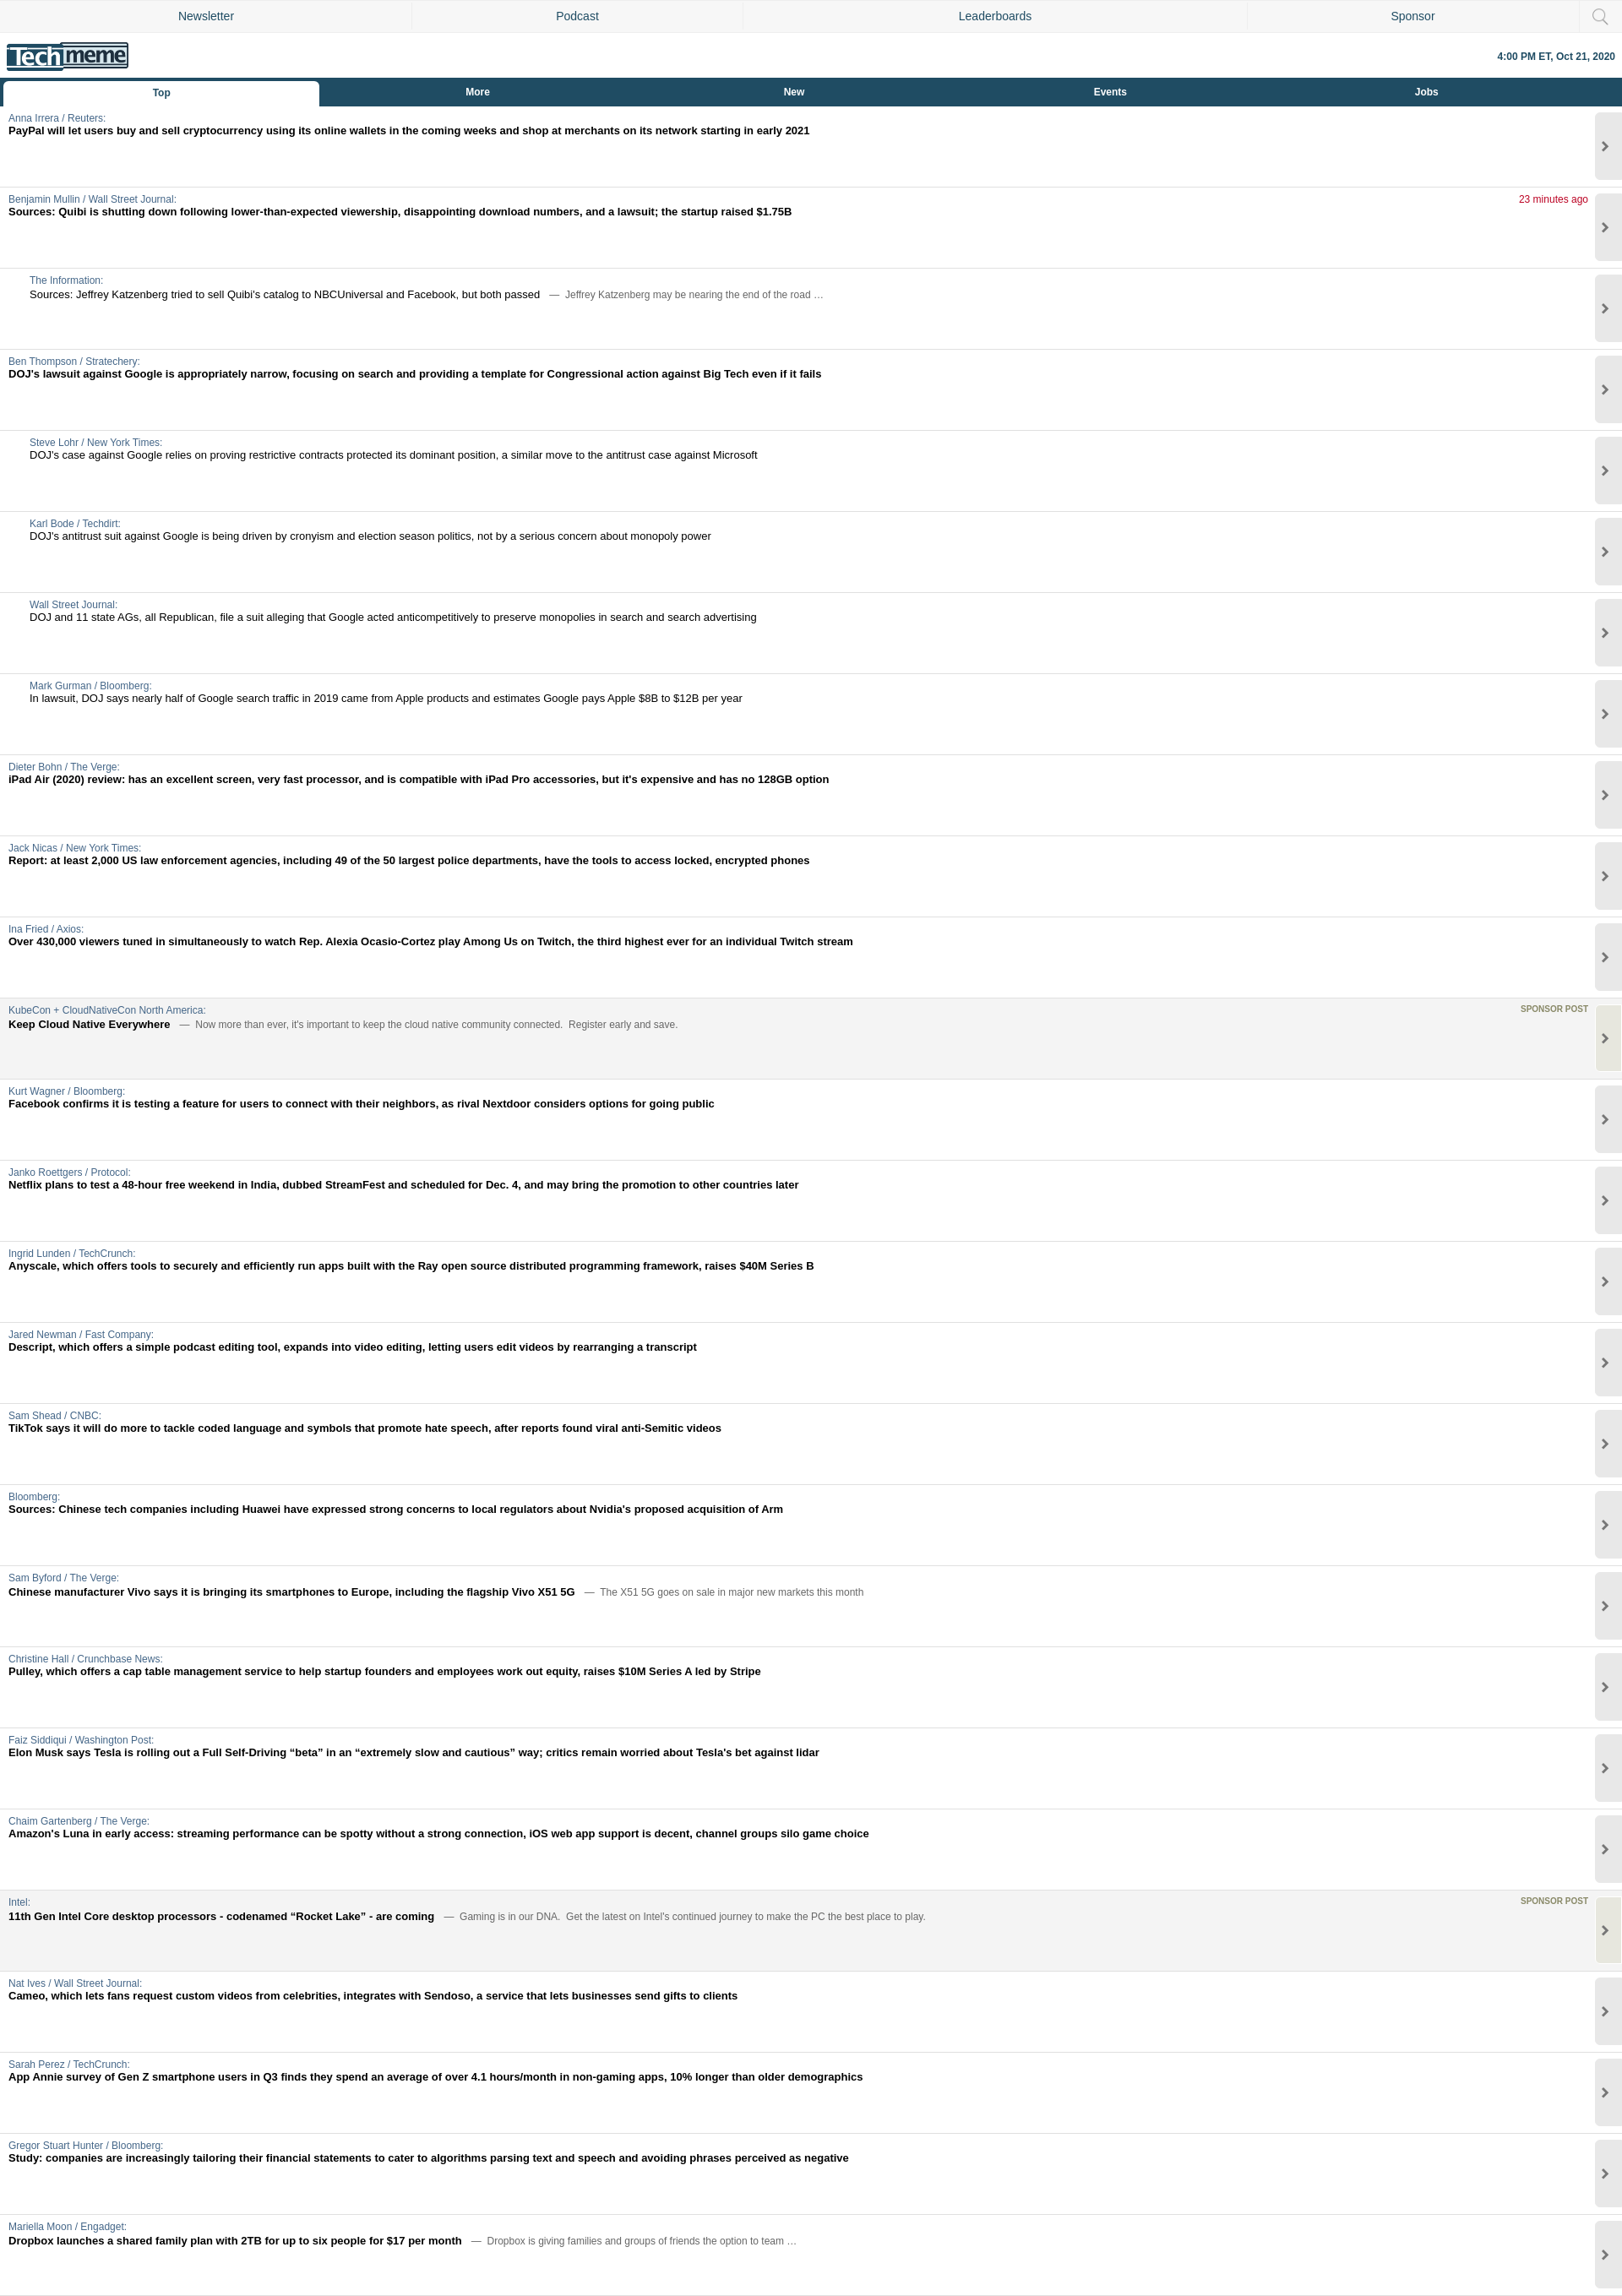 Newsletter
Podcast
Leaderboards
Sponsor
Techmeme
4:00 PM ET, Oct 21, 2020
Top
More
New
Events
Jobs
Anna Irrera / Reuters:
PayPal will let users buy and sell cryptocurrency using its online wallets in the coming weeks and shop at merchants on its network starting in early 2021
Benjamin Mullin / Wall Street Journal:
23 minutes ago
Sources: Quibi is shutting down following lower-than-expected viewership, disappointing download numbers, and a lawsuit; the startup raised $1.75B
The Information:
Sources: Jeffrey Katzenberg tried to sell Quibi's catalog to NBCUniversal and Facebook, but both passed — Jeffrey Katzenberg may be nearing the end of the road …
Ben Thompson / Stratechery:
DOJ's lawsuit against Google is appropriately narrow, focusing on search and providing a template for Congressional action against Big Tech even if it fails
Steve Lohr / New York Times:
DOJ's case against Google relies on proving restrictive contracts protected its dominant position, a similar move to the antitrust case against Microsoft
Karl Bode / Techdirt:
DOJ's antitrust suit against Google is being driven by cronyism and election season politics, not by a serious concern about monopoly power
Wall Street Journal:
DOJ and 11 state AGs, all Republican, file a suit alleging that Google acted anticompetitively to preserve monopolies in search and search advertising
Mark Gurman / Bloomberg:
In lawsuit, DOJ says nearly half of Google search traffic in 2019 came from Apple products and estimates Google pays Apple $8B to $12B per year
Dieter Bohn / The Verge:
iPad Air (2020) review: has an excellent screen, very fast processor, and is compatible with iPad Pro accessories, but it's expensive and has no 128GB option
Jack Nicas / New York Times:
Report: at least 2,000 US law enforcement agencies, including 49 of the 50 largest police departments, have the tools to access locked, encrypted phones
Ina Fried / Axios:
Over 430,000 viewers tuned in simultaneously to watch Rep. Alexia Ocasio-Cortez play Among Us on Twitch, the third highest ever for an individual Twitch stream
KubeCon + CloudNativeCon North America:
SPONSOR POST
Keep Cloud Native Everywhere — Now more than ever, it's important to keep the cloud native community connected. Register early and save.
Kurt Wagner / Bloomberg:
Facebook confirms it is testing a feature for users to connect with their neighbors, as rival Nextdoor considers options for going public
Janko Roettgers / Protocol:
Netflix plans to test a 48-hour free weekend in India, dubbed StreamFest and scheduled for Dec. 4, and may bring the promotion to other countries later
Ingrid Lunden / TechCrunch:
Anyscale, which offers tools to securely and efficiently run apps built with the Ray open source distributed programming framework, raises $40M Series B
Jared Newman / Fast Company:
Descript, which offers a simple podcast editing tool, expands into video editing, letting users edit videos by rearranging a transcript
Sam Shead / CNBC:
TikTok says it will do more to tackle coded language and symbols that promote hate speech, after reports found viral anti-Semitic videos
Bloomberg:
Sources: Chinese tech companies including Huawei have expressed strong concerns to local regulators about Nvidia's proposed acquisition of Arm
Sam Byford / The Verge:
Chinese manufacturer Vivo says it is bringing its smartphones to Europe, including the flagship Vivo X51 5G — The X51 5G goes on sale in major new markets this month
Christine Hall / Crunchbase News:
Pulley, which offers a cap table management service to help startup founders and employees work out equity, raises $10M Series A led by Stripe
Faiz Siddiqui / Washington Post:
Elon Musk says Tesla is rolling out a Full Self-Driving “beta” in an “extremely slow and cautious” way; critics remain worried about Tesla's bet against lidar
Chaim Gartenberg / The Verge:
Amazon's Luna in early access: streaming performance can be spotty without a strong connection, iOS web app support is decent, channel groups silo game choice
Intel:
SPONSOR POST
11th Gen Intel Core desktop processors - codenamed “Rocket Lake” - are coming — Gaming is in our DNA. Get the latest on Intel's continued journey to make the PC the best place to play.
Nat Ives / Wall Street Journal:
Cameo, which lets fans request custom videos from celebrities, integrates with Sendoso, a service that lets businesses send gifts to clients
Sarah Perez / TechCrunch:
App Annie survey of Gen Z smartphone users in Q3 finds they spend an average of over 4.1 hours/month in non-gaming apps, 10% longer than older demographics
Gregor Stuart Hunter / Bloomberg:
Study: companies are increasingly tailoring their financial statements to cater to algorithms parsing text and speech and avoiding phrases perceived as negative
Mariella Moon / Engadget:
Dropbox launches a shared family plan with 2TB for up to six people for $17 per month — Dropbox is giving families and groups of friends the option to team …